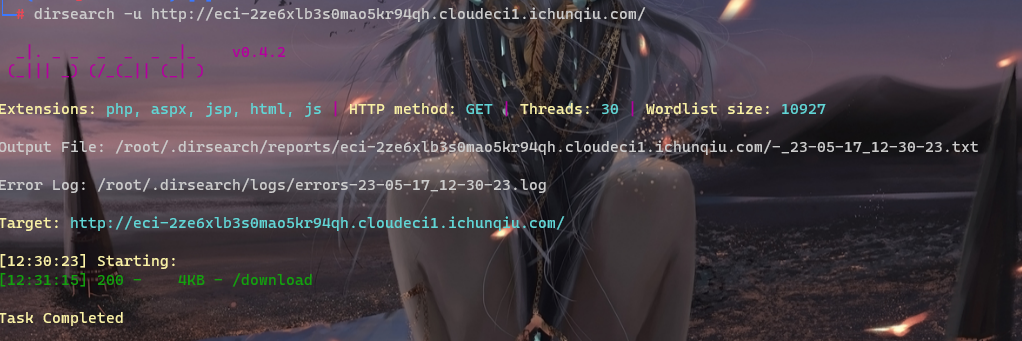 # dirsearch -u http://eci-2ze6xlb3s0mao5kr94qh.cloudeci1.ichunqiu.com/
_|. _ _  _  _  _ _|_    v0.4.2
(_||| _) (/_(_|| (_| )
Extensions: php, aspx, jsp, html, js | HTTP method: GET | Threads: 30 | Wordlist size: 10927
Output File: /root/.dirsearch/reports/eci-2ze6xlb3s0mao5kr94qh.cloudeci1.ichunqiu.com/-_23-05-17_12-30-23.txt
Error Log: /root/.dirsearch/logs/errors-23-05-17_12-30-23.log
Target: http://eci-2ze6xlb3s0mao5kr94qh.cloudeci1.ichunqiu.com/
[12:30:23] Starting:
[12:31:15] 200 -    4KB - /download
Task Completed